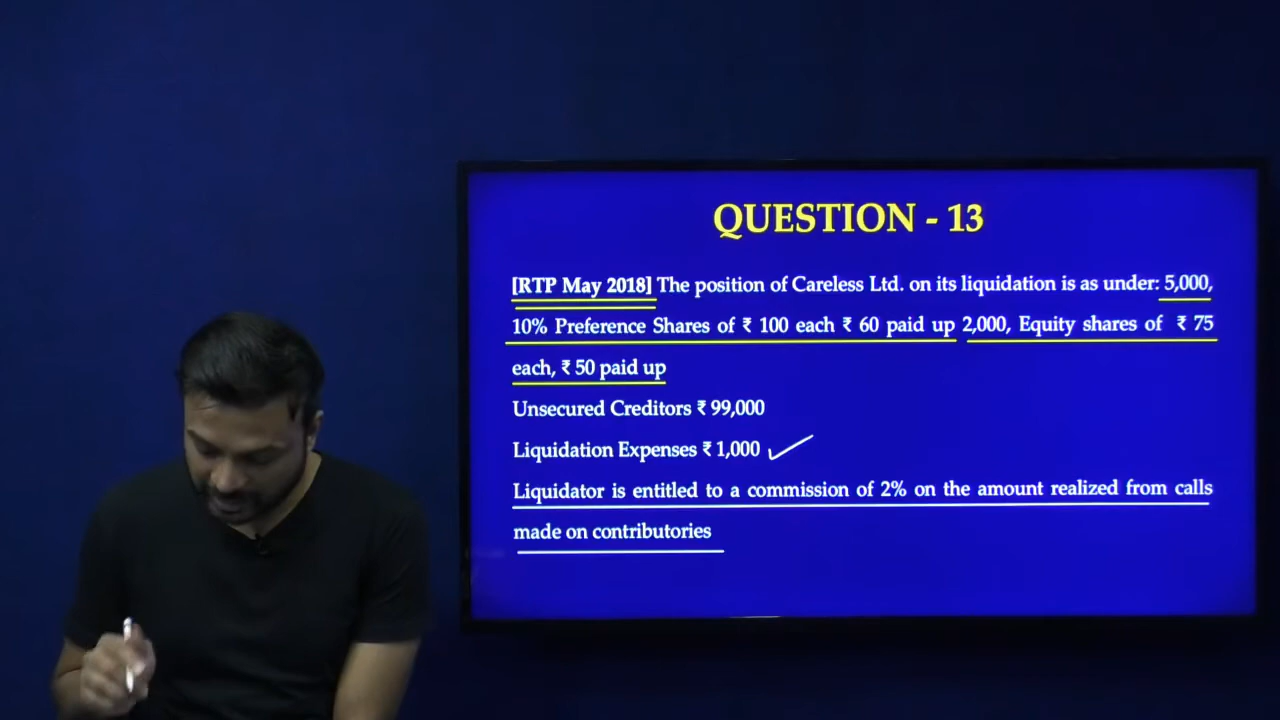 QUESTION - 13
[RTP May 2018] The position of Careless Ltd. on its liquidation is as under: 5,000,
10% Preference Shares of ₹ 100 each ₹ 60 paid up 2,000, Equity shares of ₹ 75
each, ₹ 50 paid up
Unsecured Creditors ₹ 99,000
Liquidation Expenses ₹ 1,000
Liquidator is entitled to a commission of 2% on the amount realized from calls
made on contributories